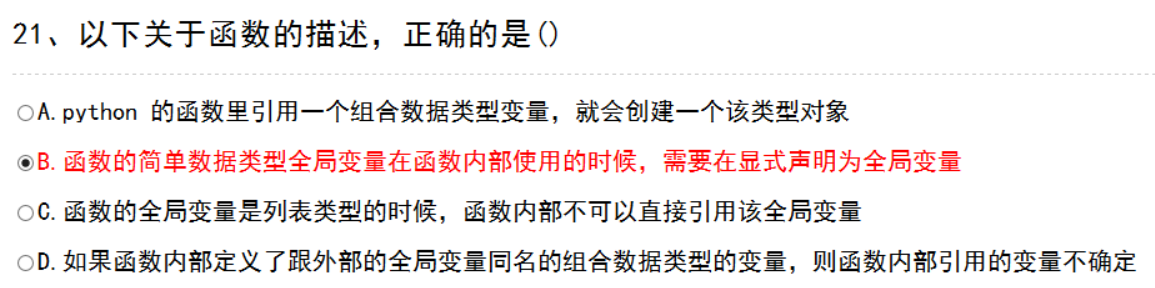 21、以下关于函数的描述，正确的是()
A.python 的函数里引用一个组合数据类型变量，就会创建一个该类型对象
B.函数的简单数据类型全局变量在函数内部使用的时候，需要在显式声明为全局变量
C.函数的全局变量是列表类型的时候，函数内部不可以直接引用该全局变量
D.如果函数内部定义了跟外部的全局变量同名的组合数据类型的变量，则函数内部引用的变量不确定